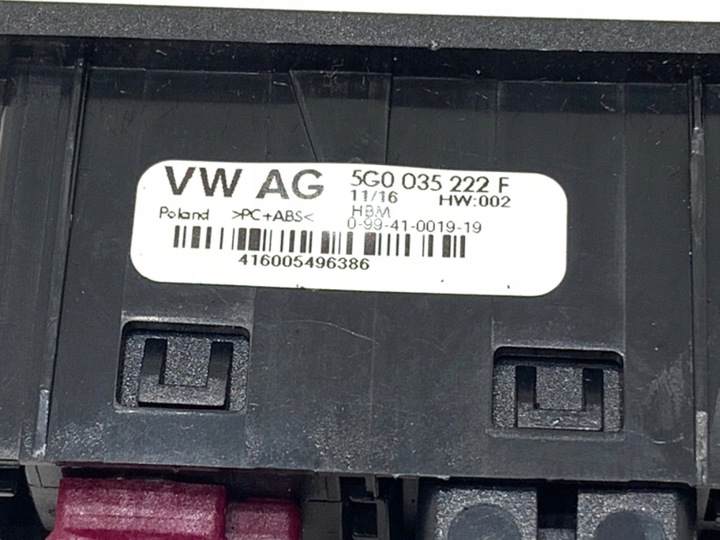 VW AG 5G0 035 222 F
11/16 HW:002
Poland >PC+ABS< HBM
0-99-41-0019-19
416005496386